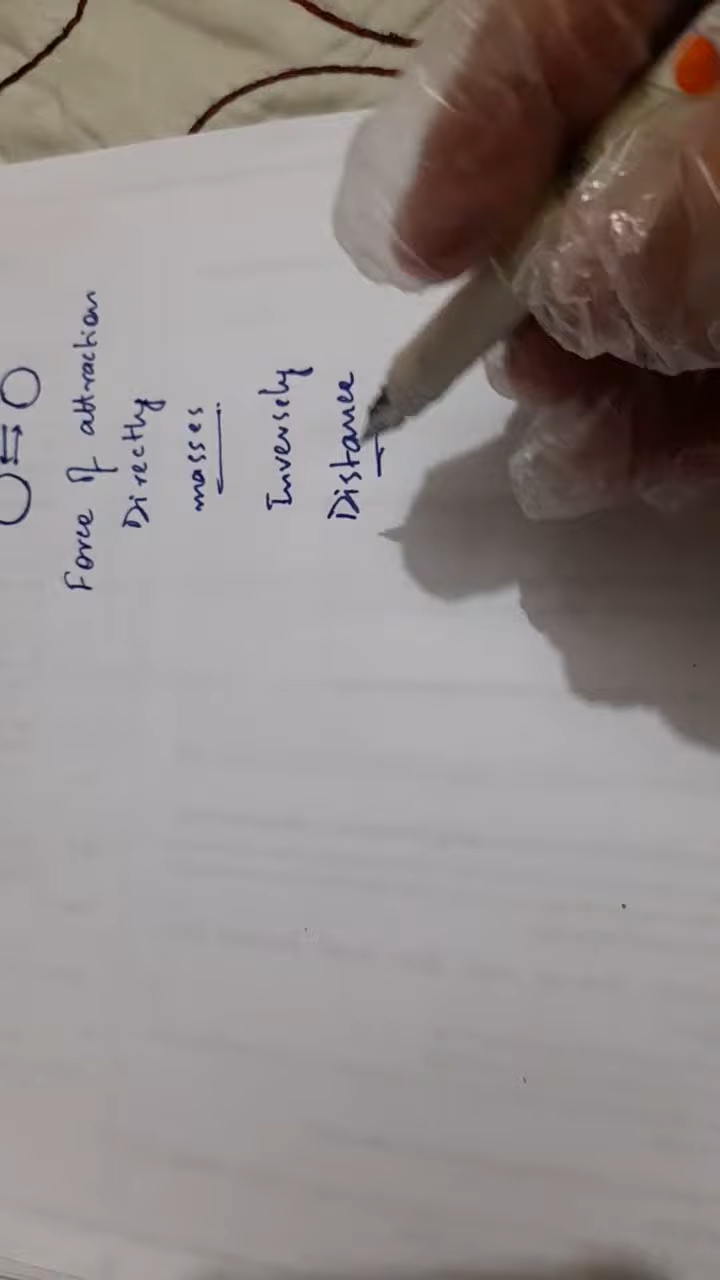 Force of attraction
Directly
masses
Inversely
Distance